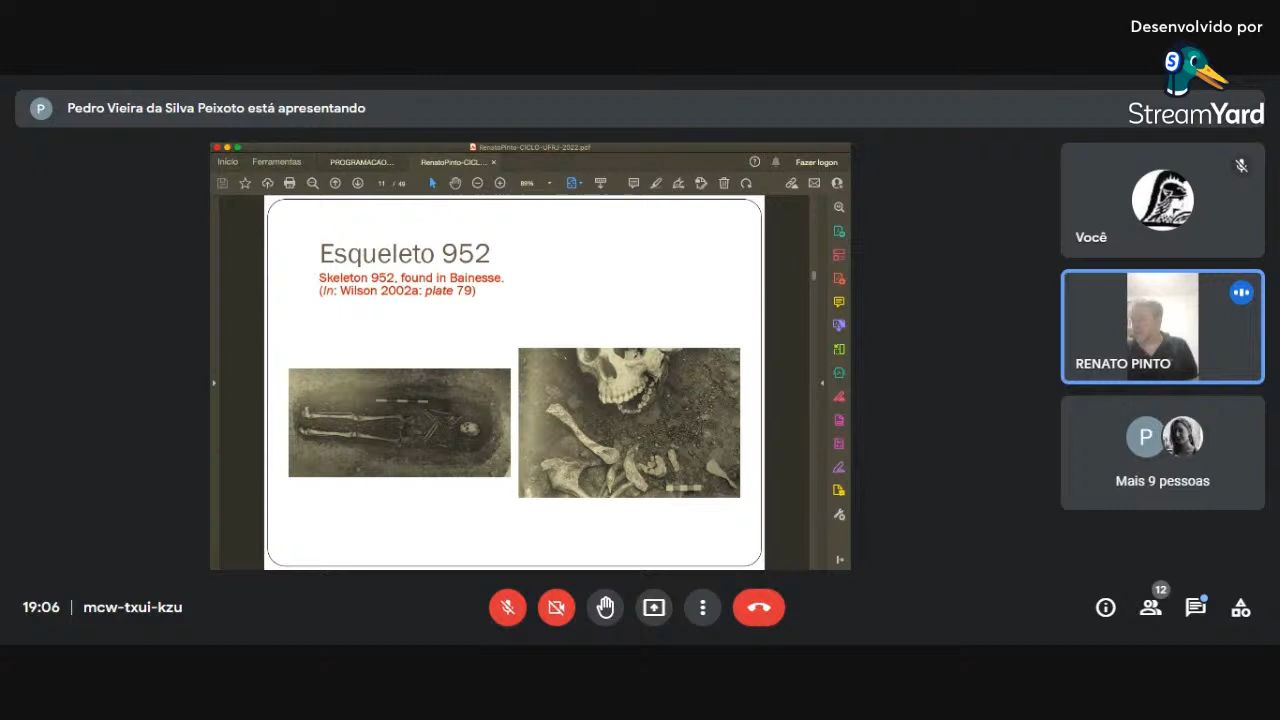 Desenvolvido por
StreamYard
P
Pedro Vieira da Silva Peixoto está apresentando
RenatoPinto-CICLO-UFRJ-2022.pdf
Início
Ferramentas
PROGRAMACAO...
RenatoPinto-CICL... ×
Fazer logon
11 / 49
89%
Esqueleto 952
Skeleton 952, found in Bainesse.
(In: Wilson 2002a: plate 79)
Você
RENATO PINTO
P
Mais 9 pessoas
19:06 | mcw-txui-kzu
12